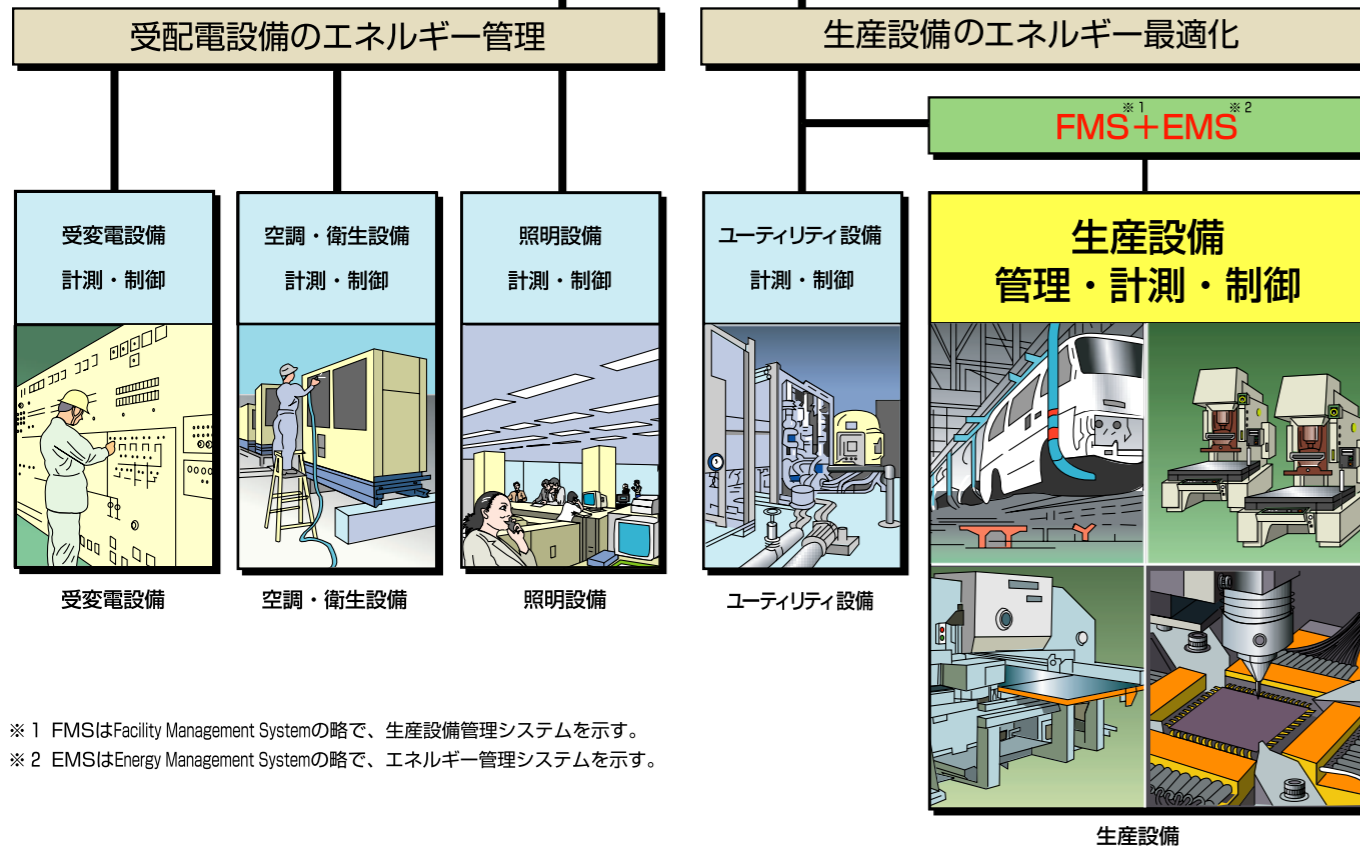 受配電設備のエネルギー管理
生産設備のエネルギー最適化
※1 ※2
FMS+EMS
受変電設備
計測・制御
空調・衛生設備
計測・制御
照明設備
計測・制御
ユーティリティ設備
計測・制御
生産設備
管理・計測・制御
受変電設備
空調・衛生設備
照明設備
ユーティリティ設備
生産設備
※1 FMSはFacility Management Systemの略で、生産設備管理システムを示す。
※2 EMSはEnergy Management Systemの略で、エネルギー管理システムを示す。